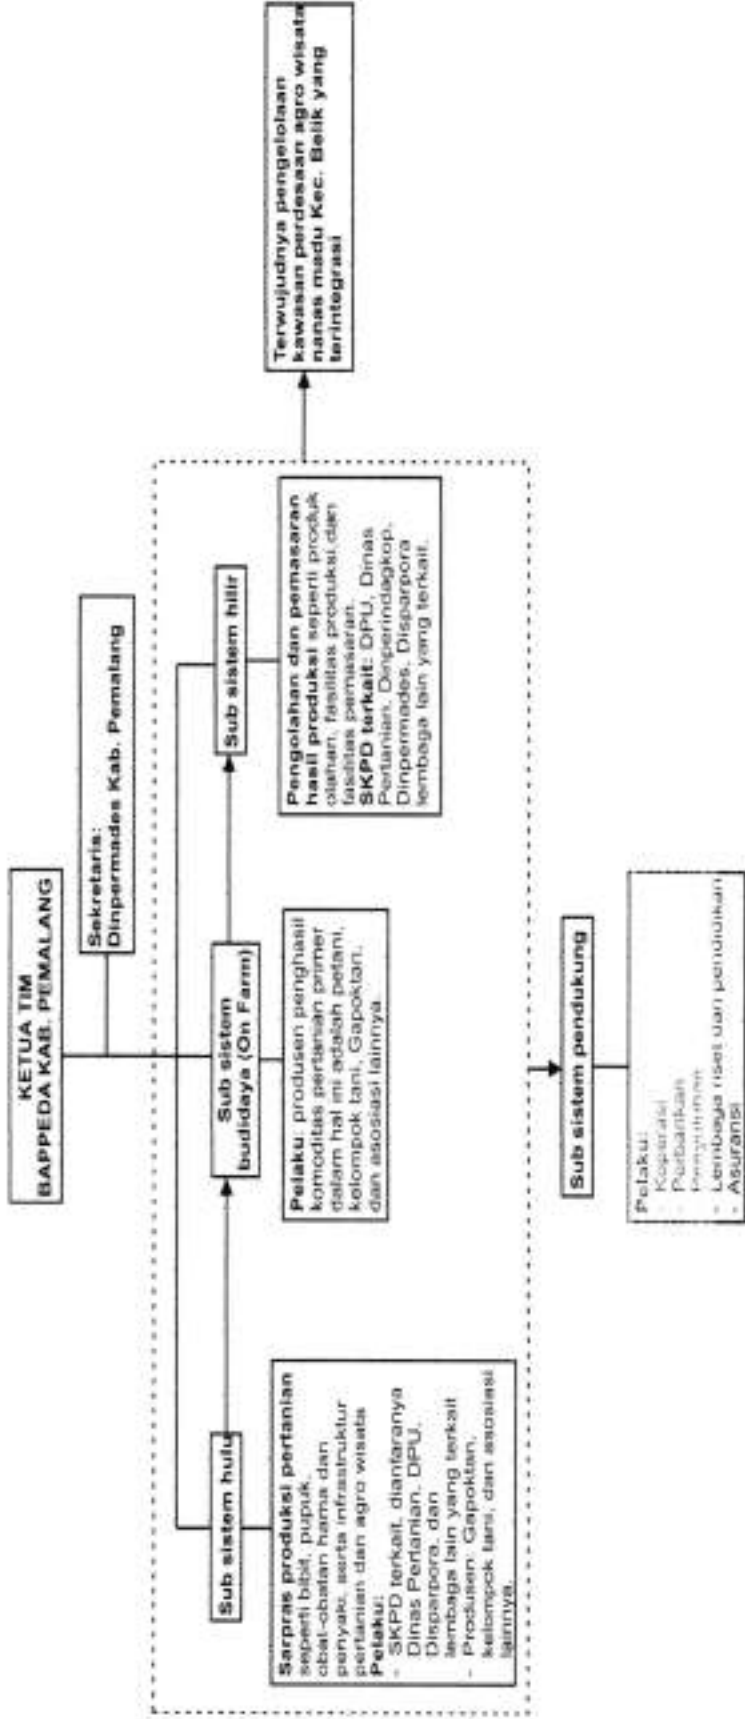 KETUA TIM
BAPPEDA KAB. PEMALANG
Sekretaris:
Dinpermades Kab. Pemalang
Sub sistem hulu
Sub sistem
budidaya (On Farm)
Sub sistem hilir
Sarpras produksi pertanian
seperti bibit, pupuk,
obat-obatan hama dan
penyakit, serta infrastruktur
pertanian dan agro wisata
Pelaku:
- SKPD terkait, diantaranya
Dinas Pertanian, DPU,
Disparpora, dan
lembaga lain yang terkait
- Produsen: Gapoktan,
kelompok tani, dan asosiasi
lainnya.
Pelaku: produsen penghasil
komoditas pertanian primer
dalam hal ini adalah petani,
kelompok tani, Gapoktan,
dan asosiasi lainnya.
Pengolahan dan pemasaran
hasil produksi seperti produk
olahan, fasilitas produksi dan
fasilitas pemasaran.
SKPD terkait: DPU, Dinas
Pertanian, Dinperindagkop,
Dinpermades, Disparpora
lembaga lain yang terkait.
Terwujudnya pengelolaan
kawasan perdesaan agro wisata
nanas madu Kec. Belik yang
terintegrasi
Sub sistem pendukung
Pelaku:
- Koperasi
- Perbankan
- Penyuluhan
- Lembaga riset dan pendidikan
- Asuransi